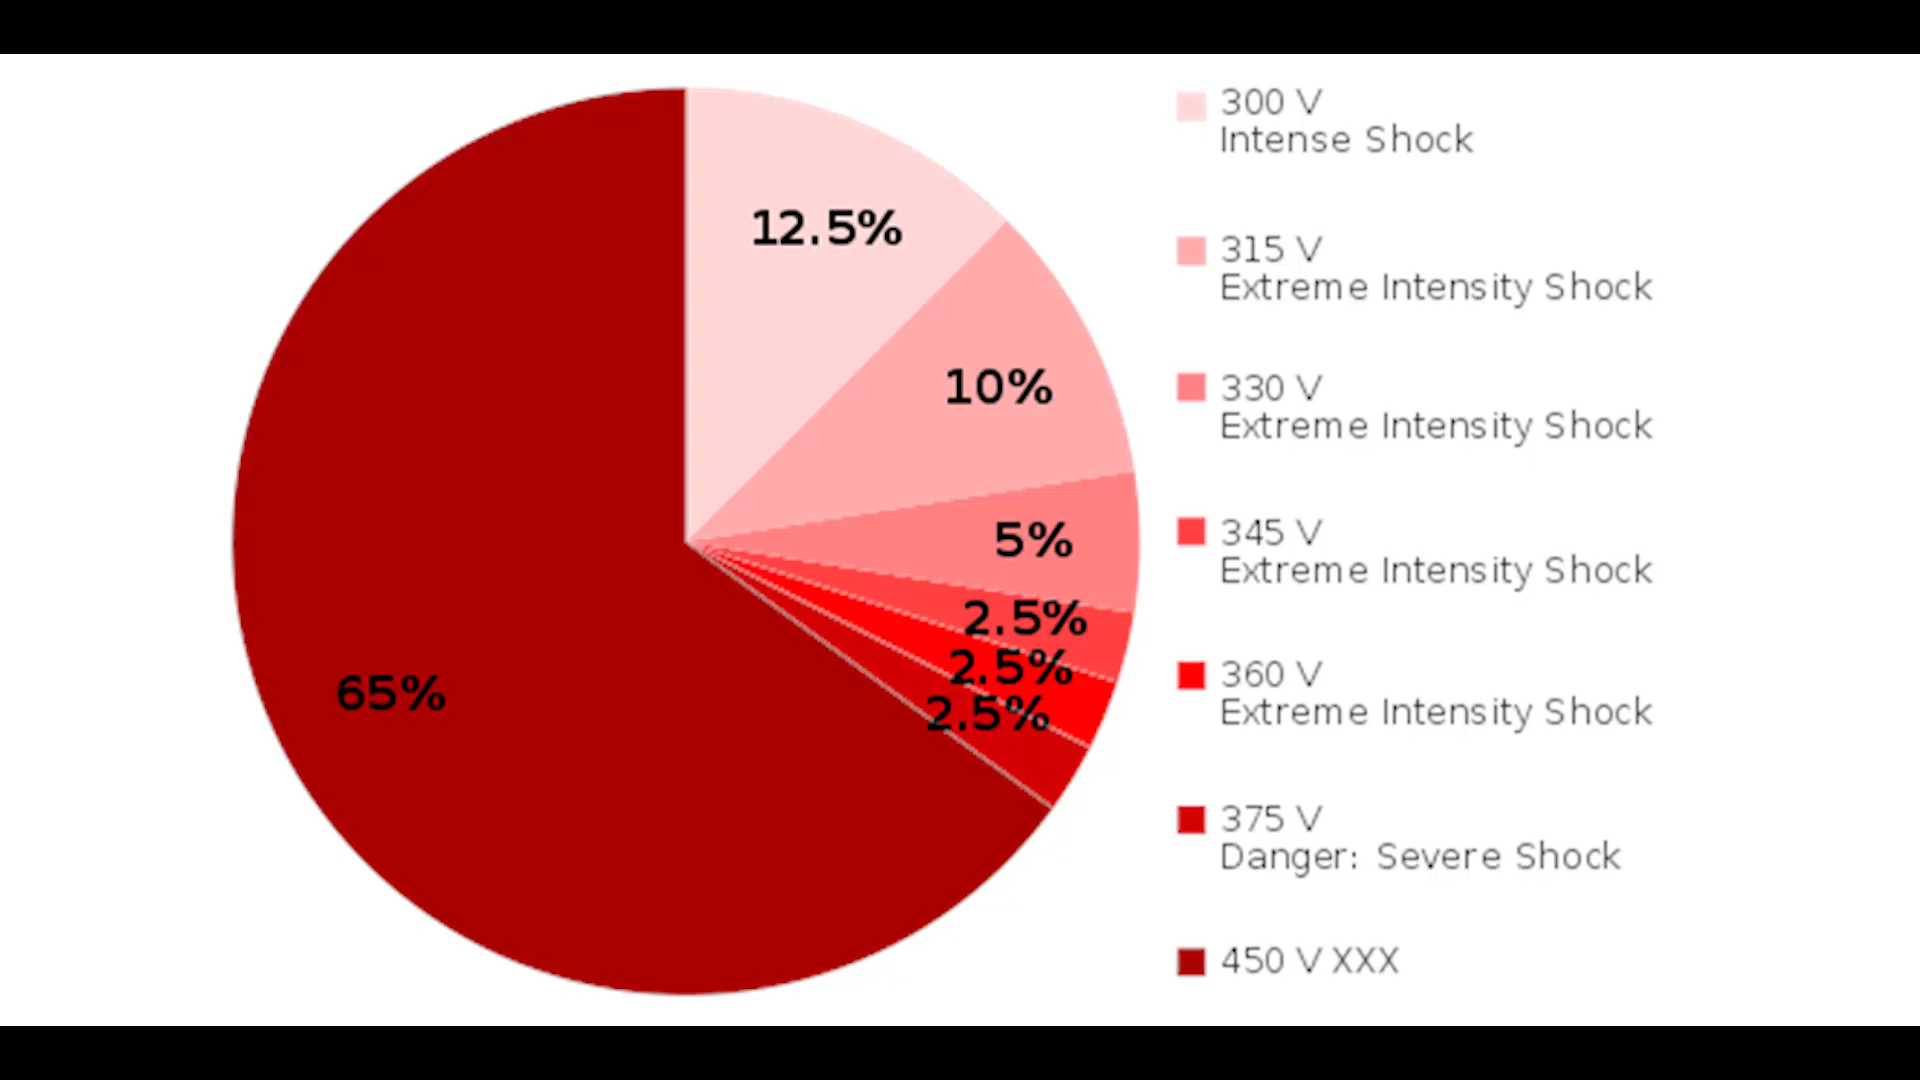 12.5%
10%
5%
2.5%
2.5%
2.5%
65%
300 V
Intense Shock
315 V
Extreme Intensity Shock
330 V
Extreme Intensity Shock
345 V
Extreme Intensity Shock
360 V
Extreme Intensity Shock
375 V
Danger: Severe Shock
450 V XXX